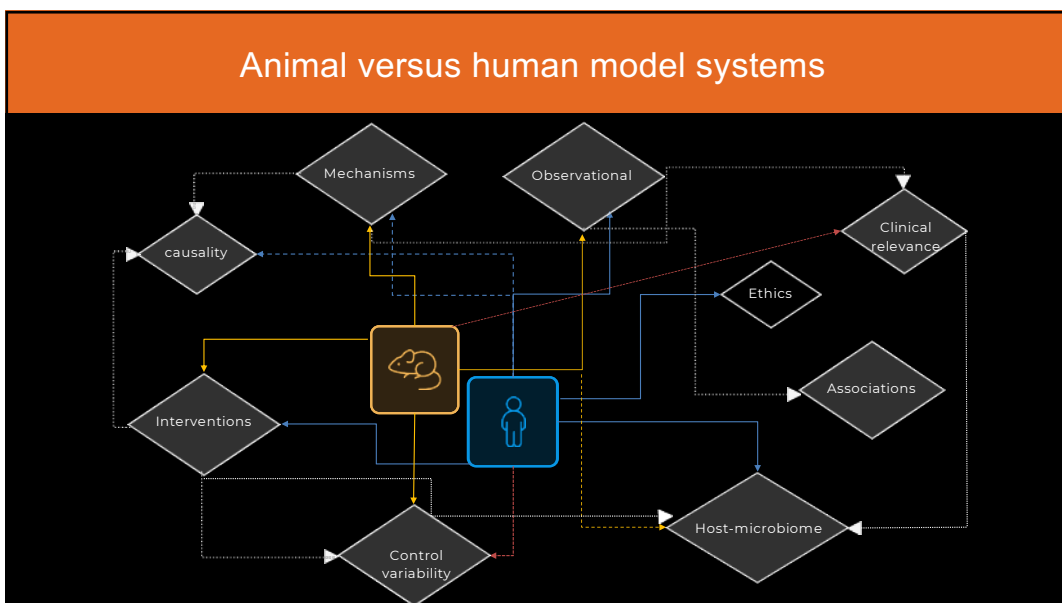 Animal versus human model systems
Mechanisms
Observational
causality
Clinical
relevance
Ethics
Associations
Interventions
Host-microbiome
Control
variability